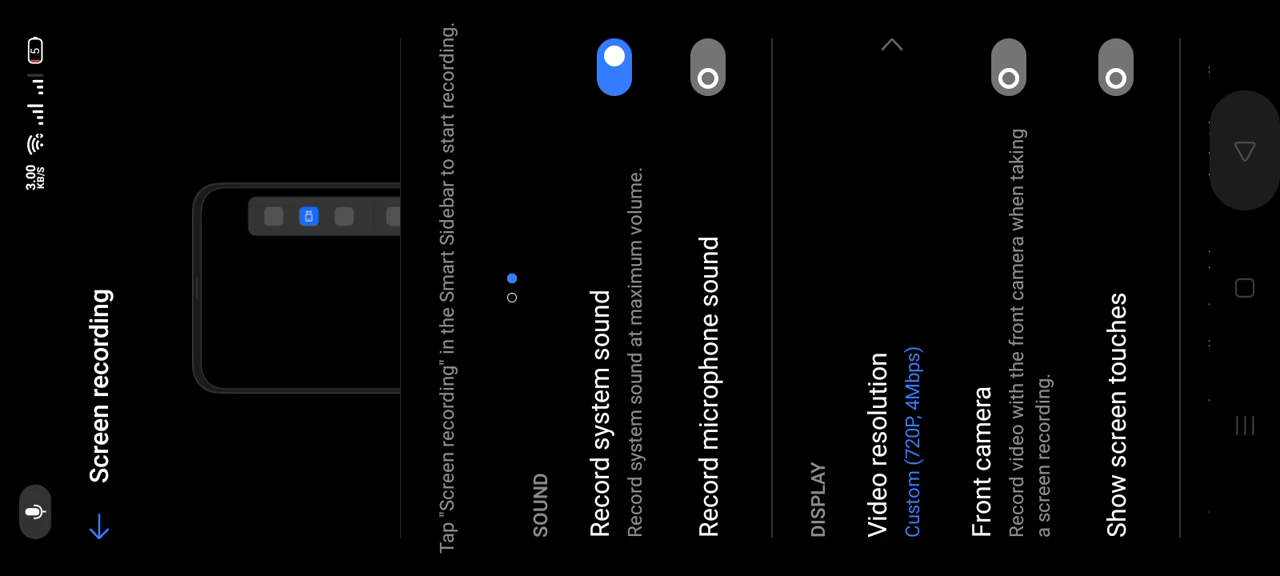 3.00
KB/S
5
Screen recording
Tap "Screen recording" in the Smart Sidebar to start recording.
SOUND
Record system sound
Record system sound at maximum volume.
Record microphone sound
DISPLAY
Video resolution
Custom (720P, 4Mbps)
Front camera
Record video with the front camera when taking
a screen recording.
Show screen touches